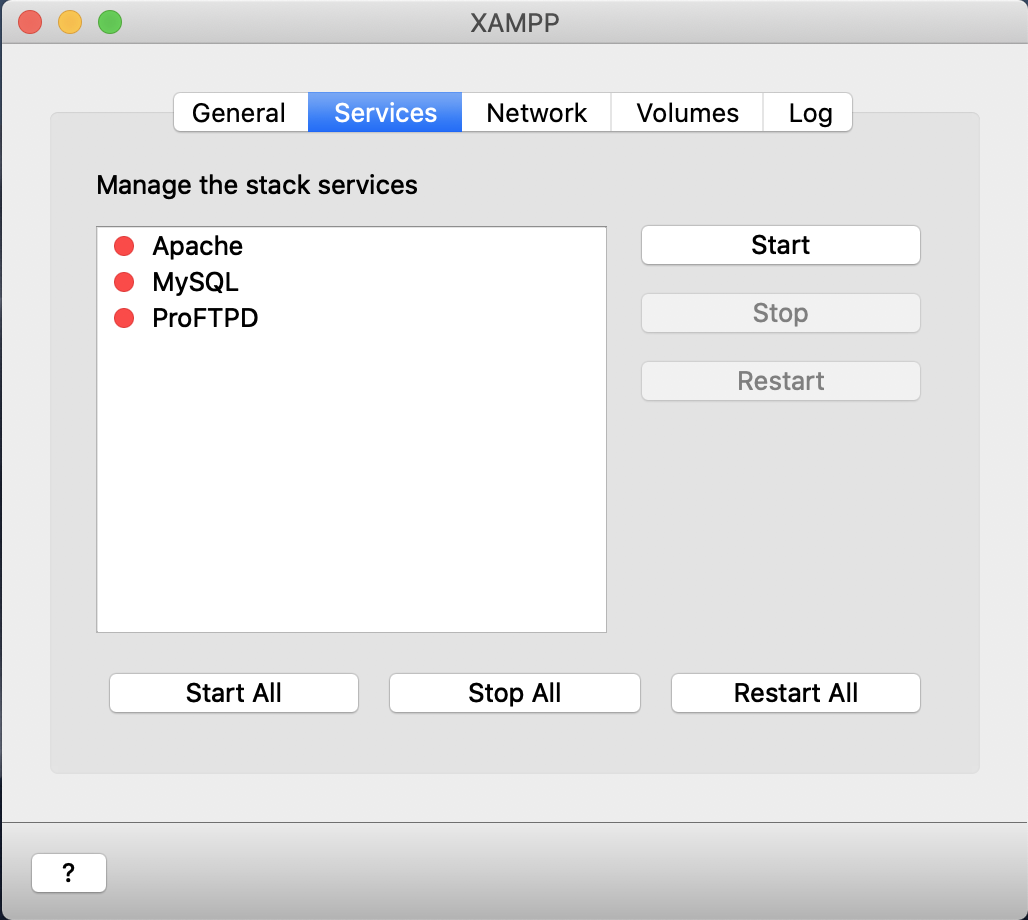 XAMPP
General Services Network Volumes Log
Manage the stack services
Apache
MySQL
ProFTPD
Start
Stop
Restart
Start All Stop All Restart All
?